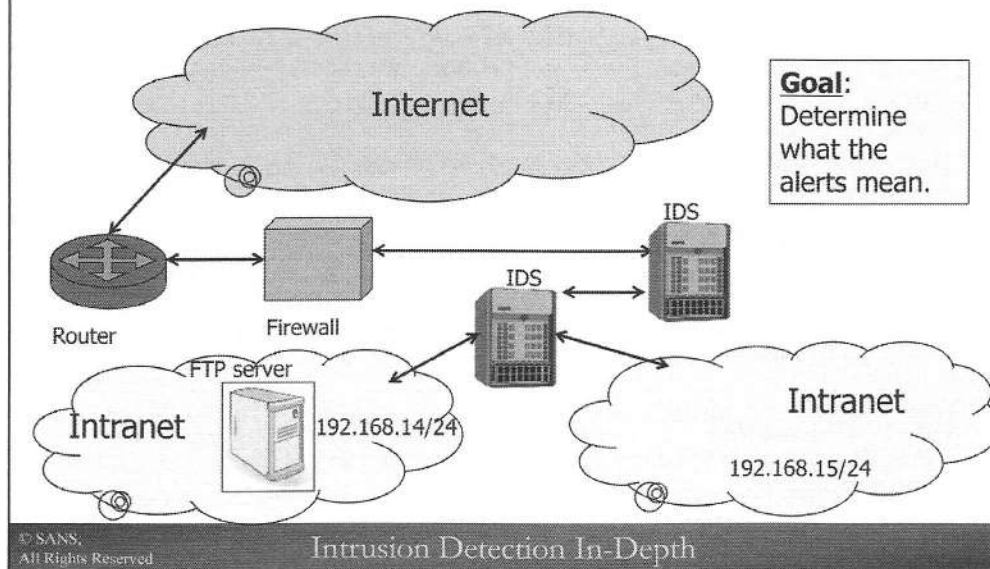 Internet
Goal:
Determine
what the
alerts mean.
IDS
IDS
Router
Firewall
FTP server
Intranet
192.168.14/24
Intranet
192.168.15/24
© SANS,
All Rights Reserved
Intrusion Detection In-Depth